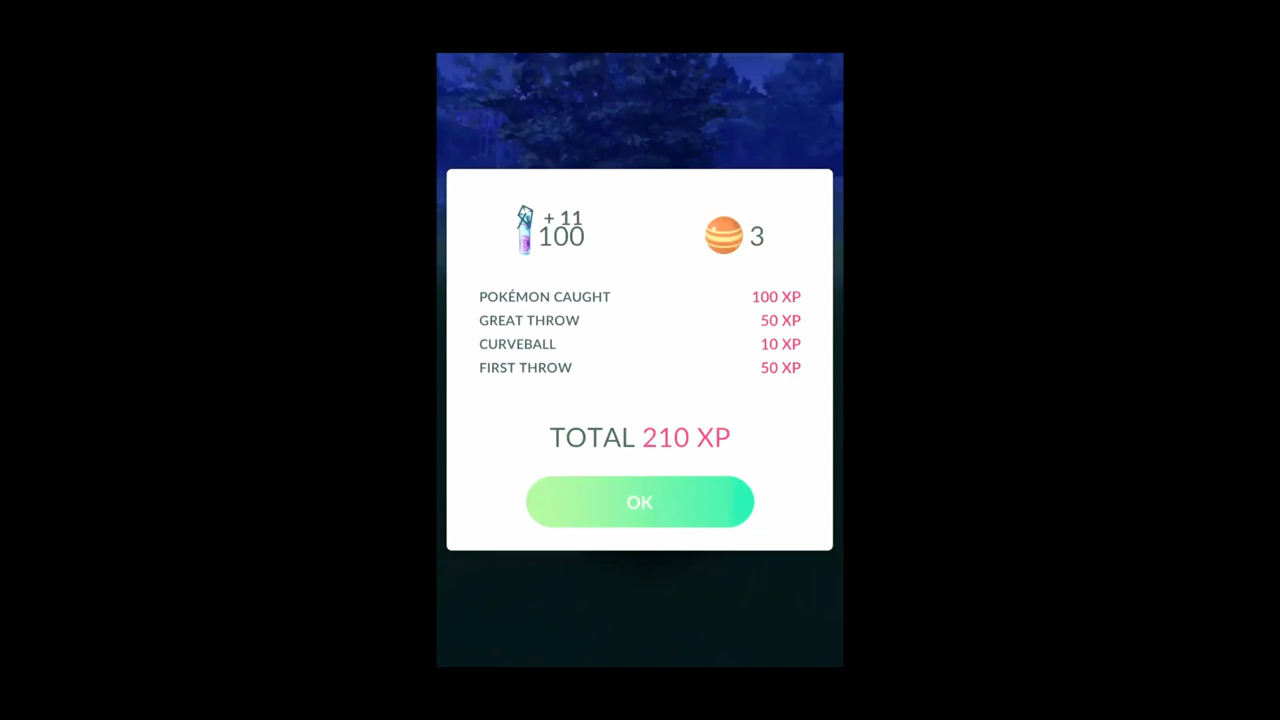 + 11
100
3
POKÉMON CAUGHT 100 XP
GREAT THROW 50 XP
CURVEBALL 10 XP
FIRST THROW 50 XP
TOTAL 210 XP
OK